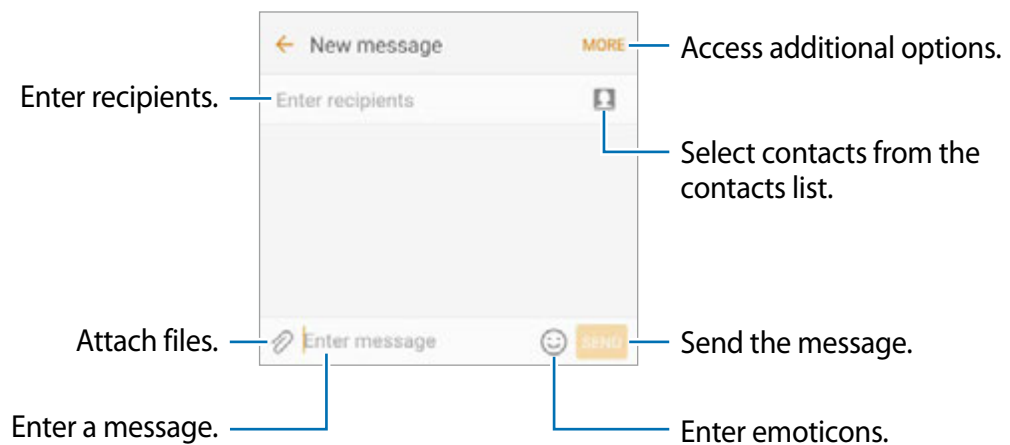 New message
MORE
Access additional options.
Enter recipients.
Enter recipients
Select contacts from the
contacts list.
Attach files.
Enter message
SEND
Send the message.
Enter a message.
Enter emoticons.